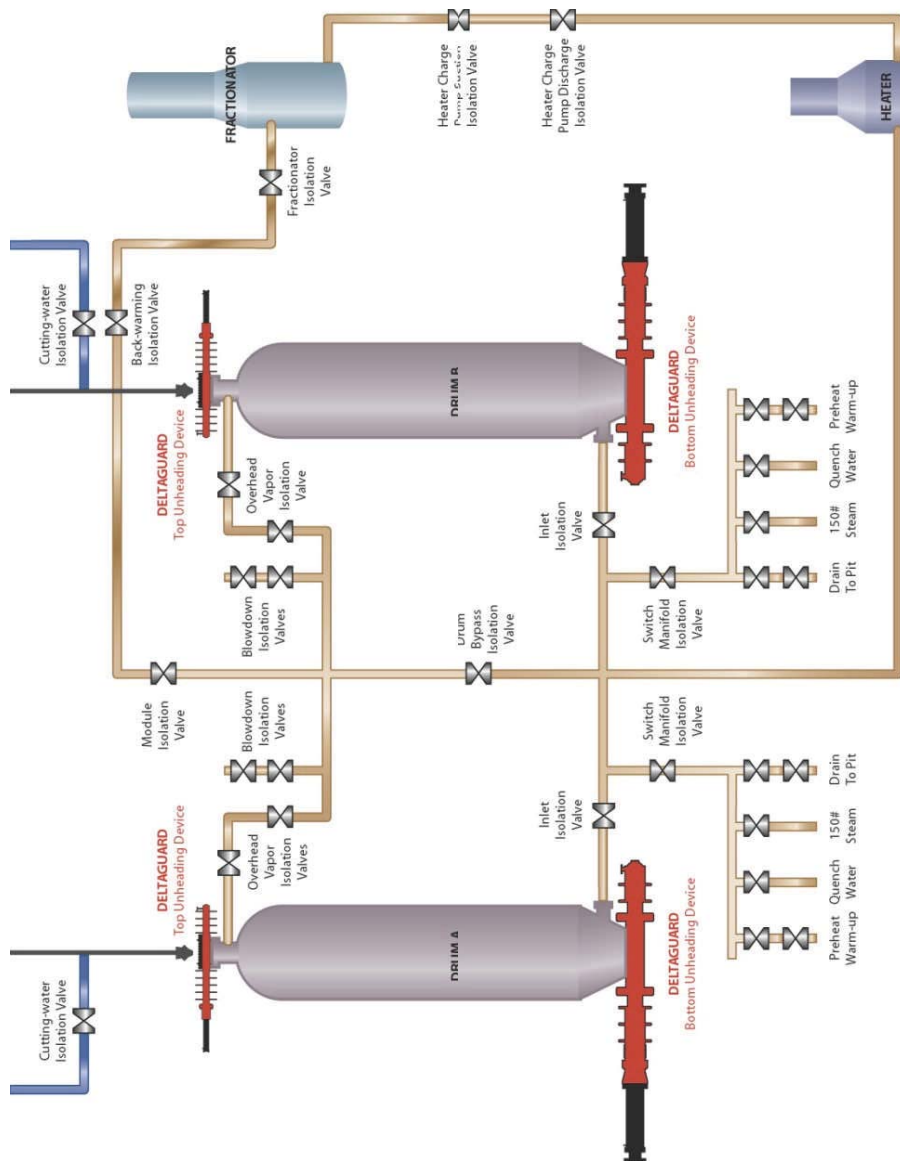 Cutting-water
Isolation Valve
Back-warming
Isolation Valve
FRACTIONATOR
Fractionator
Isolation
Valve
Heater Charge
Pump Suction
Isolation Valve
Heater Charge
Pump Discharge
Isolation Valve
HEATER
DELTAGUARD
Top Unheading Device
Overhead
Vapor
Isolation
Valve
Blowdown
Isolation
Valves
DRUM B
DELTAGUARD
Bottom Unheading Device
Inlet
Isolation
Valve
Switch
Manifold
Isolation
Valve
Drain
To Pit
150#
Steam
Quench
Water
Preheat
Warm-up
Module
Isolation
Valve
Drum
Bypass
Isolation
Valve
Cutting-water
Isolation Valve
DELTAGUARD
Top Unheading Device
Overhead
Vapor
Isolation
Valves
Blowdown
Isolation
Valves
DRUM A
DELTAGUARD
Bottom Unheading Device
Inlet
Isolation
Valve
Switch
Manifold
Isolation
Valve
Preheat
Warm-up
Quench
Water
150#
Steam
Drain
To Pit